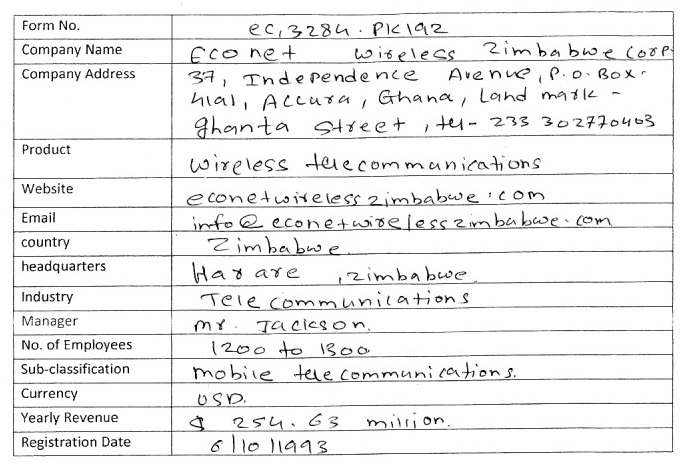 Form No. ec,3284.PK192
Company Name Econet wireless Zimbabwe Corp.
Company Address 37, Independence Avenue, P.O.Box.
4191, Accura, Ghana, Land mark -
ghanta street, tel- 233 302770403
Product wireless telecommunications
Website econetwirelesszimbabwe.com
Email info@econetwirelesszimbabwe.com
country Zimbabwe
headquarters Harare, zimbabwe
Industry Telecommunications
Manager mr. Jackson.
No. of Employees 1200 to 1300
Sub-classification mobile telecommunications.
Currency USD.
Yearly Revenue $ 254.63 million.
Registration Date 6/10/1993